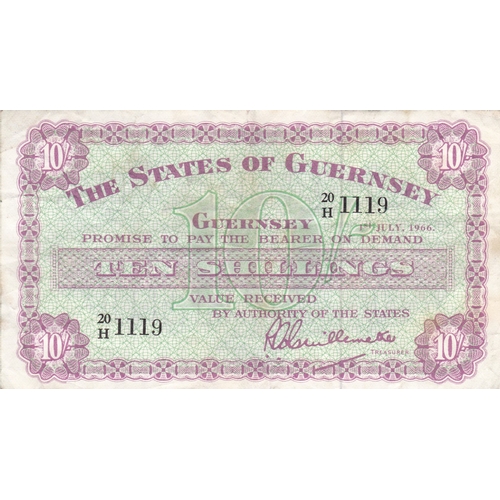 10/- 10/-
THE STATES OF GUERNSEY
20/H 1119
GUERNSEY 1ST JULY, 1966.
PROMISE TO PAY THE BEARER ON DEMAND
10/-
TEN SHILLINGS
VALUE RECEIVED
BY AUTHORITY OF THE STATES
20/H 1119
TREASURER
10/- 10/-